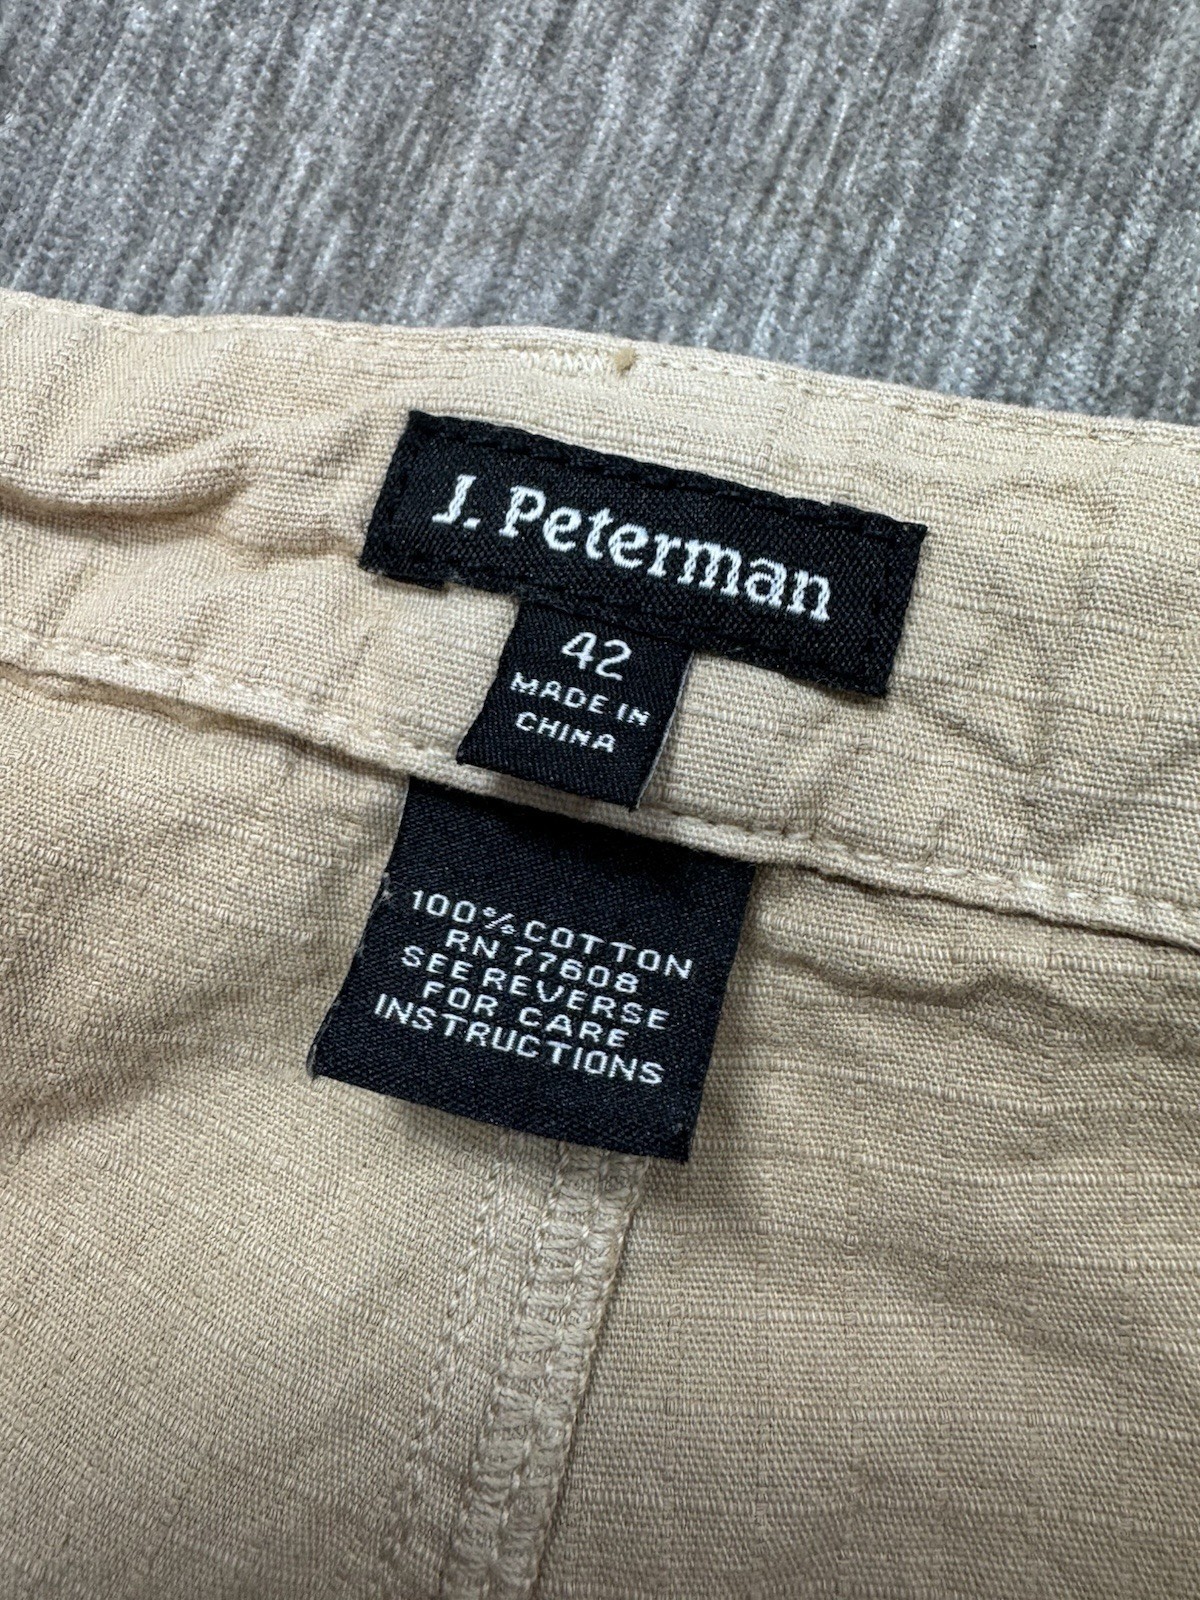 J. Peterman
42
MADE IN
CHINA
100% COTTON
RN 77608
SEE REVERSE
FOR CARE
INSTRUCTIONS